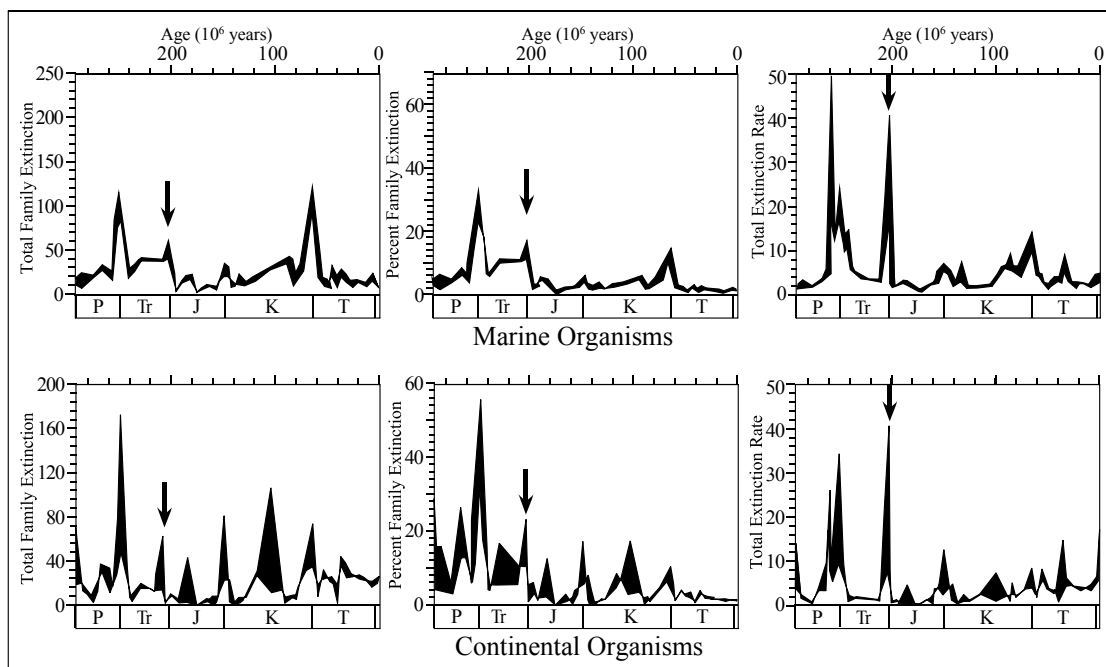 Age (10⁶ years)
200 100 0
Age (10⁶ years)
200 100 0
Age (10⁶ years)
200 100 0
Total Family Extinction
250
200
150
100
50
0
P Tr J K T
Percent Family Extinction
60
40
20
0
P Tr J K T
Total Extinction Rate
50
40
30
20
10
0
P Tr J K T
Marine Organisms
Total Family Extinction
200
160
120
80
40
0
P Tr J K T
Percent Family Extinction
60
40
20
0
P Tr J K T
Total Extinction Rate
50
40
30
20
10
0
P Tr J K T
Continental Organisms